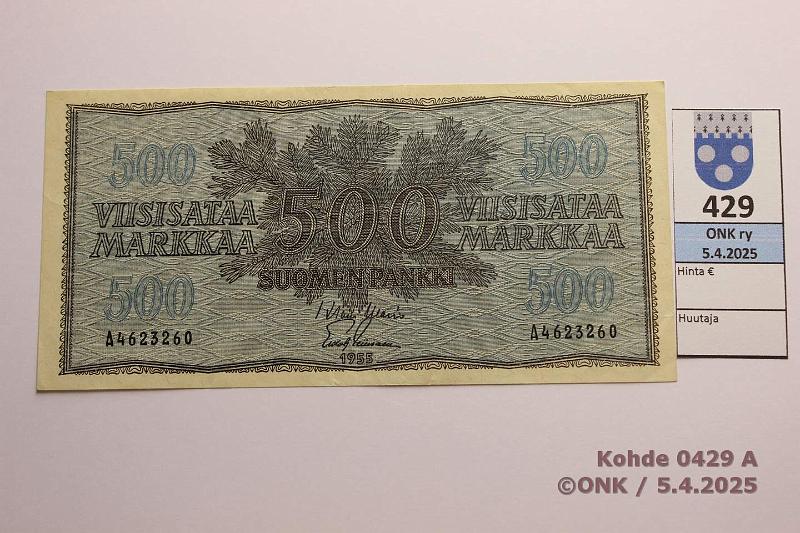 500
500
VIISISATAA
MARKKAA
500
VIISISATAA
MARKKAA
SUOMEN PANKKI
500
500
A4623260
A4623260
1955
429
ONK ry
5.4.2025
Hinta €
Huutaja
Kohde 0429 A
©ONK / 5.4.2025